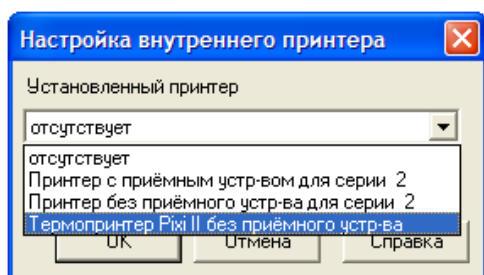 Настройка внутреннего принтера
Установленный принтер
отсутствует
отсутствует
Принтер с приёмным устр-вом для серии 2
Принтер без приёмного устр-ва для серии 2
Термопринтер Pixi II без приёмного устр-ва
OK Отмена Справка